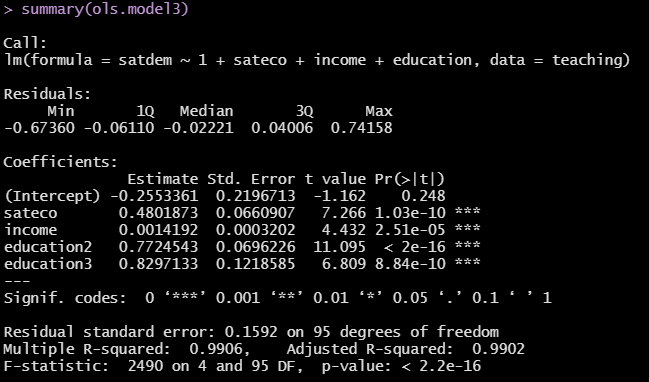 > summary(ols.model3)
Call:
lm(formula = satdem ~ 1 + sateco + income + education, data = teaching)
Residuals:
Min 1Q Median 3Q Max
-0.67360 -0.06110 -0.02221 0.04006 0.74158
Coefficients:
Estimate Std. Error t value Pr(>|t|)
(Intercept) -0.2553361 0.2196713 -1.162 0.248
sateco 0.4801873 0.0660907 7.266 1.03e-10 ***
income 0.0014192 0.0003202 4.432 2.51e-05 ***
education2 0.7724543 0.0696226 11.095 < 2e-16 ***
education3 0.8297133 0.1218585 6.809 8.84e-10 ***
---
Signif. codes: 0 ‘***’ 0.001 ‘**’ 0.01 ‘*’ 0.05 ‘.’ 0.1 ‘ ’ 1
Residual standard error: 0.1592 on 95 degrees of freedom
Multiple R-squared: 0.9906, Adjusted R-squared: 0.9902
F-statistic: 2490 on 4 and 95 DF, p-value: < 2.2e-16